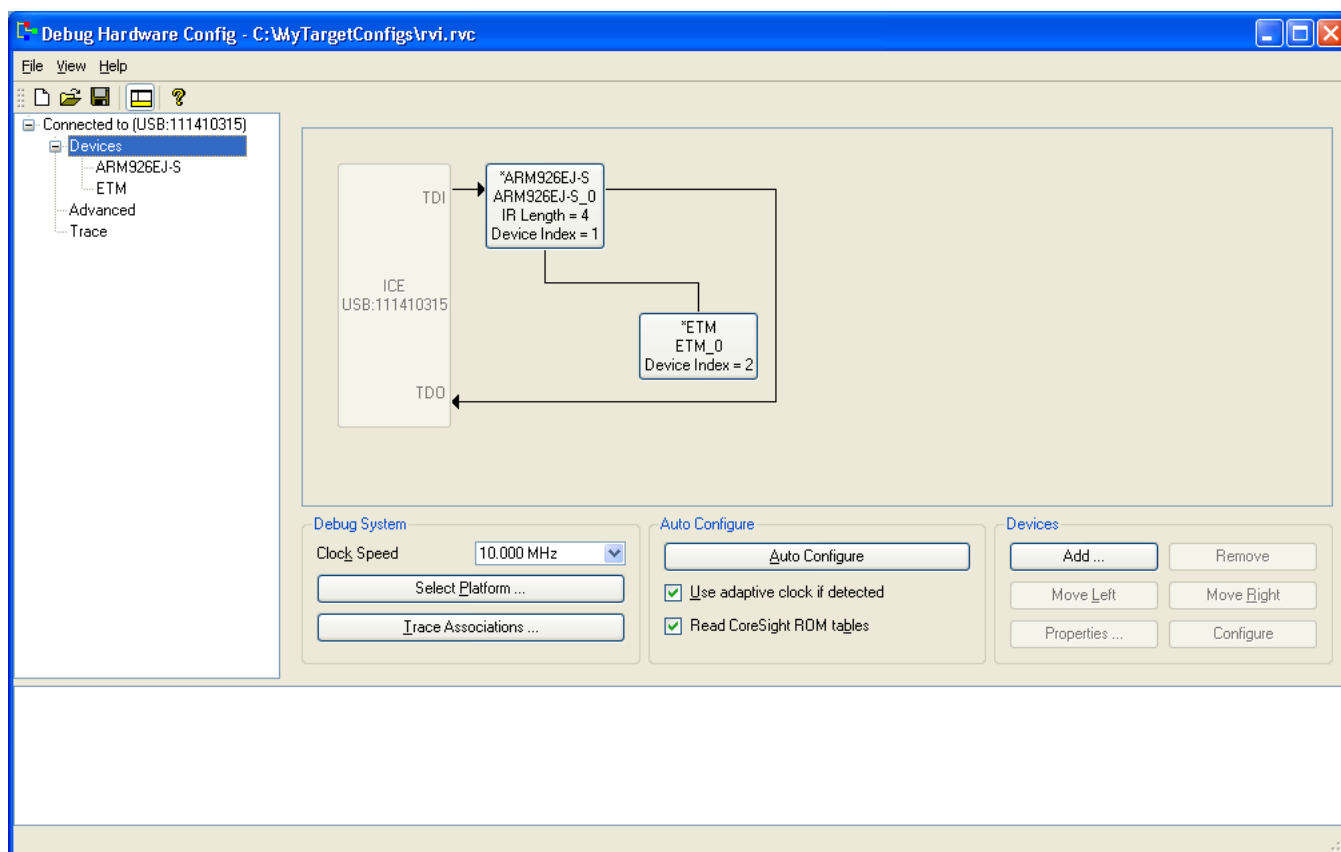 Debug Hardware Config - C:\MyTargetConfigs\rvi.rvc
File View Help
Connected to (USB:111410315)
Devices
ARM926EJ-S
ETM
Advanced
Trace
TDI
ICE
USB:111410315
TDO
*ARM926EJ-S
ARM926EJ-S_0
IR Length = 4
Device Index = 1
*ETM
ETM_0
Device Index = 2
Debug System
Clock Speed 10.000 MHz
Select Platform ...
Trace Associations ...
Auto Configure
Auto Configure
Use adaptive clock if detected
Read CoreSight ROM tables
Devices
Add ... Remove
Move Left Move Right
Properties ... Configure